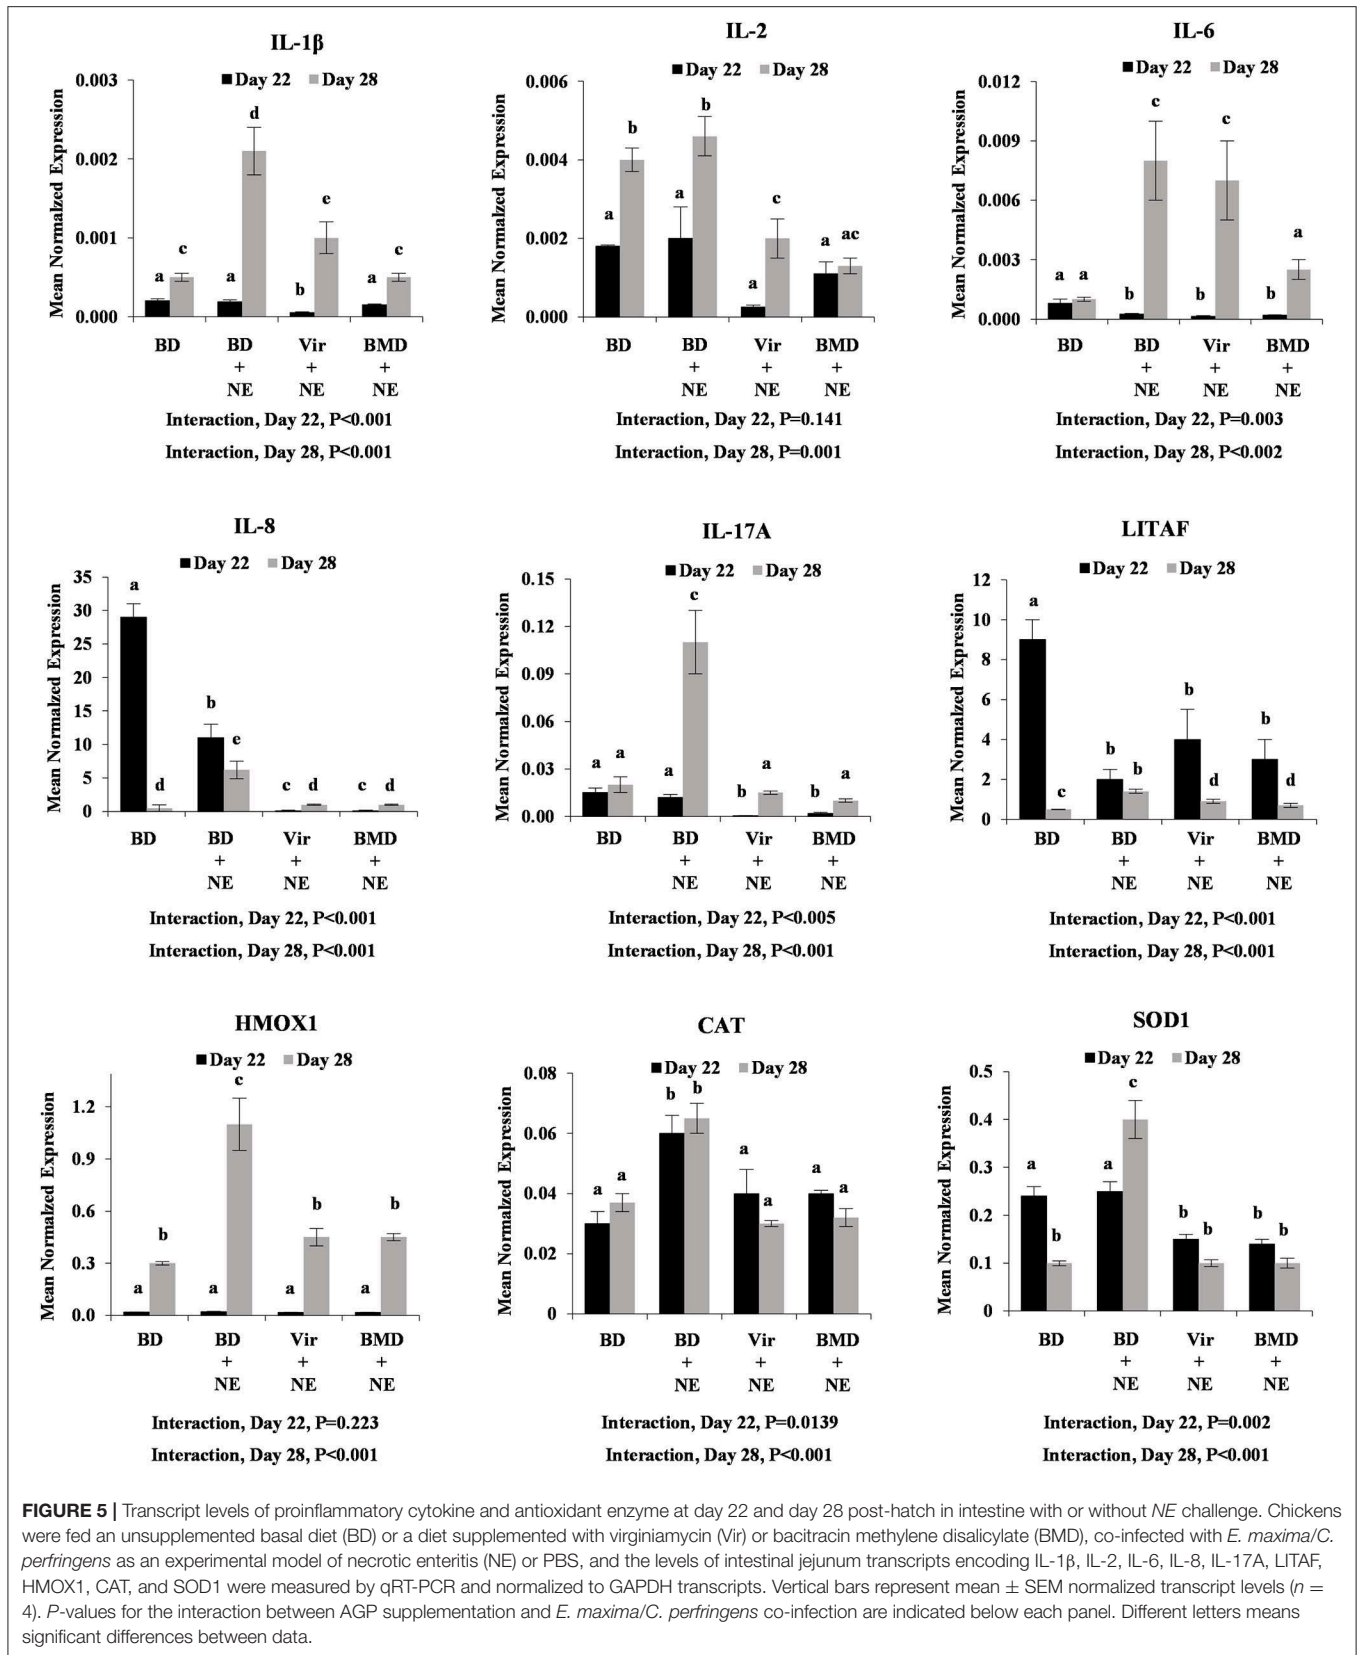 IL-1β
Day 22 Day 28
Mean Normalzed Expression
0.003
0.002
0.001
0.000
a c a d b e a c
BD BD + NE Vir + NE BMD + NE
Interaction, Day 22, P<0.001
Interaction, Day 28, P<0.001
IL-2
Day 22 Day 28
Mean Normalzed Expression
0.006
0.004
0.002
0.000
a b a b a c a ac
BD BD + NE Vir + NE BMD + NE
Interaction, Day 22, P=0.141
Interaction, Day 28, P=0.001
IL-6
Day 22 Day 28
Mean Normalzed Expression
0.012
0.009
0.006
0.003
0.000
a a b c b c b a
BD BD + NE Vir + NE BMD + NE
Interaction, Day 22, P=0.003
Interaction, Day 28, P<0.002
IL-8
Day 22 Day 28
Mean Normalzed Expression
35
30
25
20
15
10
5
0
a d b e c d c d
BD BD + NE Vir + NE BMD + NE
Interaction, Day 22, P<0.001
Interaction, Day 28, P<0.001
IL-17A
Day 22 Day 28
Mean Normalzed Expression
0.15
0.12
0.09
0.06
0.03
0.00
a a a c b a b a
BD BD + NE Vir + NE BMD + NE
Interaction, Day 22, P<0.005
Interaction, Day 28, P<0.001
LITAF
Day 22 Day 28
Mean Normalzed Expression
12
10
8
6
4
2
0
a c b b b d b d
BD BD + NE Vir + NE BMD + NE
Interaction, Day 22, P<0.001
Interaction, Day 28, P<0.001
HMOX1
Day 22 Day 28
Mean Normalzed Expression
1.2
0.9
0.6
0.3
0.0
a b a c a b a b
BD BD + NE Vir + NE BMD + NE
Interaction, Day 22, P=0.223
Interaction, Day 28, P<0.001
CAT
Day 22 Day 28
Mean Normalzed Expression
0.08
0.06
0.04
0.02
0
a a b b a a a a
BD BD + NE Vir + NE BMD + NE
Interaction, Day 22, P=0.0139
Interaction, Day 28, P<0.001
SOD1
Day 22 Day 28
Mean Normalzed Expression
0.5
0.4
0.3
0.2
0.1
0
a b a c b b b b
BD BD + NE Vir + NE BMD + NE
Interaction, Day 22, P=0.002
Interaction, Day 28, P<0.001
FIGURE 5 | Transcript levels of proinflammatory cytokine and antioxidant enzyme at day 22 and day 28 post-hatch in intestine with or without NE challenge. Chickens
were fed an unsupplemented basal diet (BD) or a diet supplemented with virginiamycin (Vir) or bacitracin methylene disalicylate (BMD), co-infected with E. maxima/C.
perfringens as an experimental model of necrotic enteritis (NE) or PBS, and the levels of intestinal jejunum transcripts encoding IL-1β, IL-2, IL-6, IL-8, IL-17A, LITAF,
HMOX1, CAT, and SOD1 were measured by qRT-PCR and normalized to GAPDH transcripts. Vertical bars represent mean ± SEM normalized transcript levels (n =
4). P-values for the interaction between AGP supplementation and E. maxima/C. perfringens co-infection are indicated below each panel. Different letters means
significant differences between data.